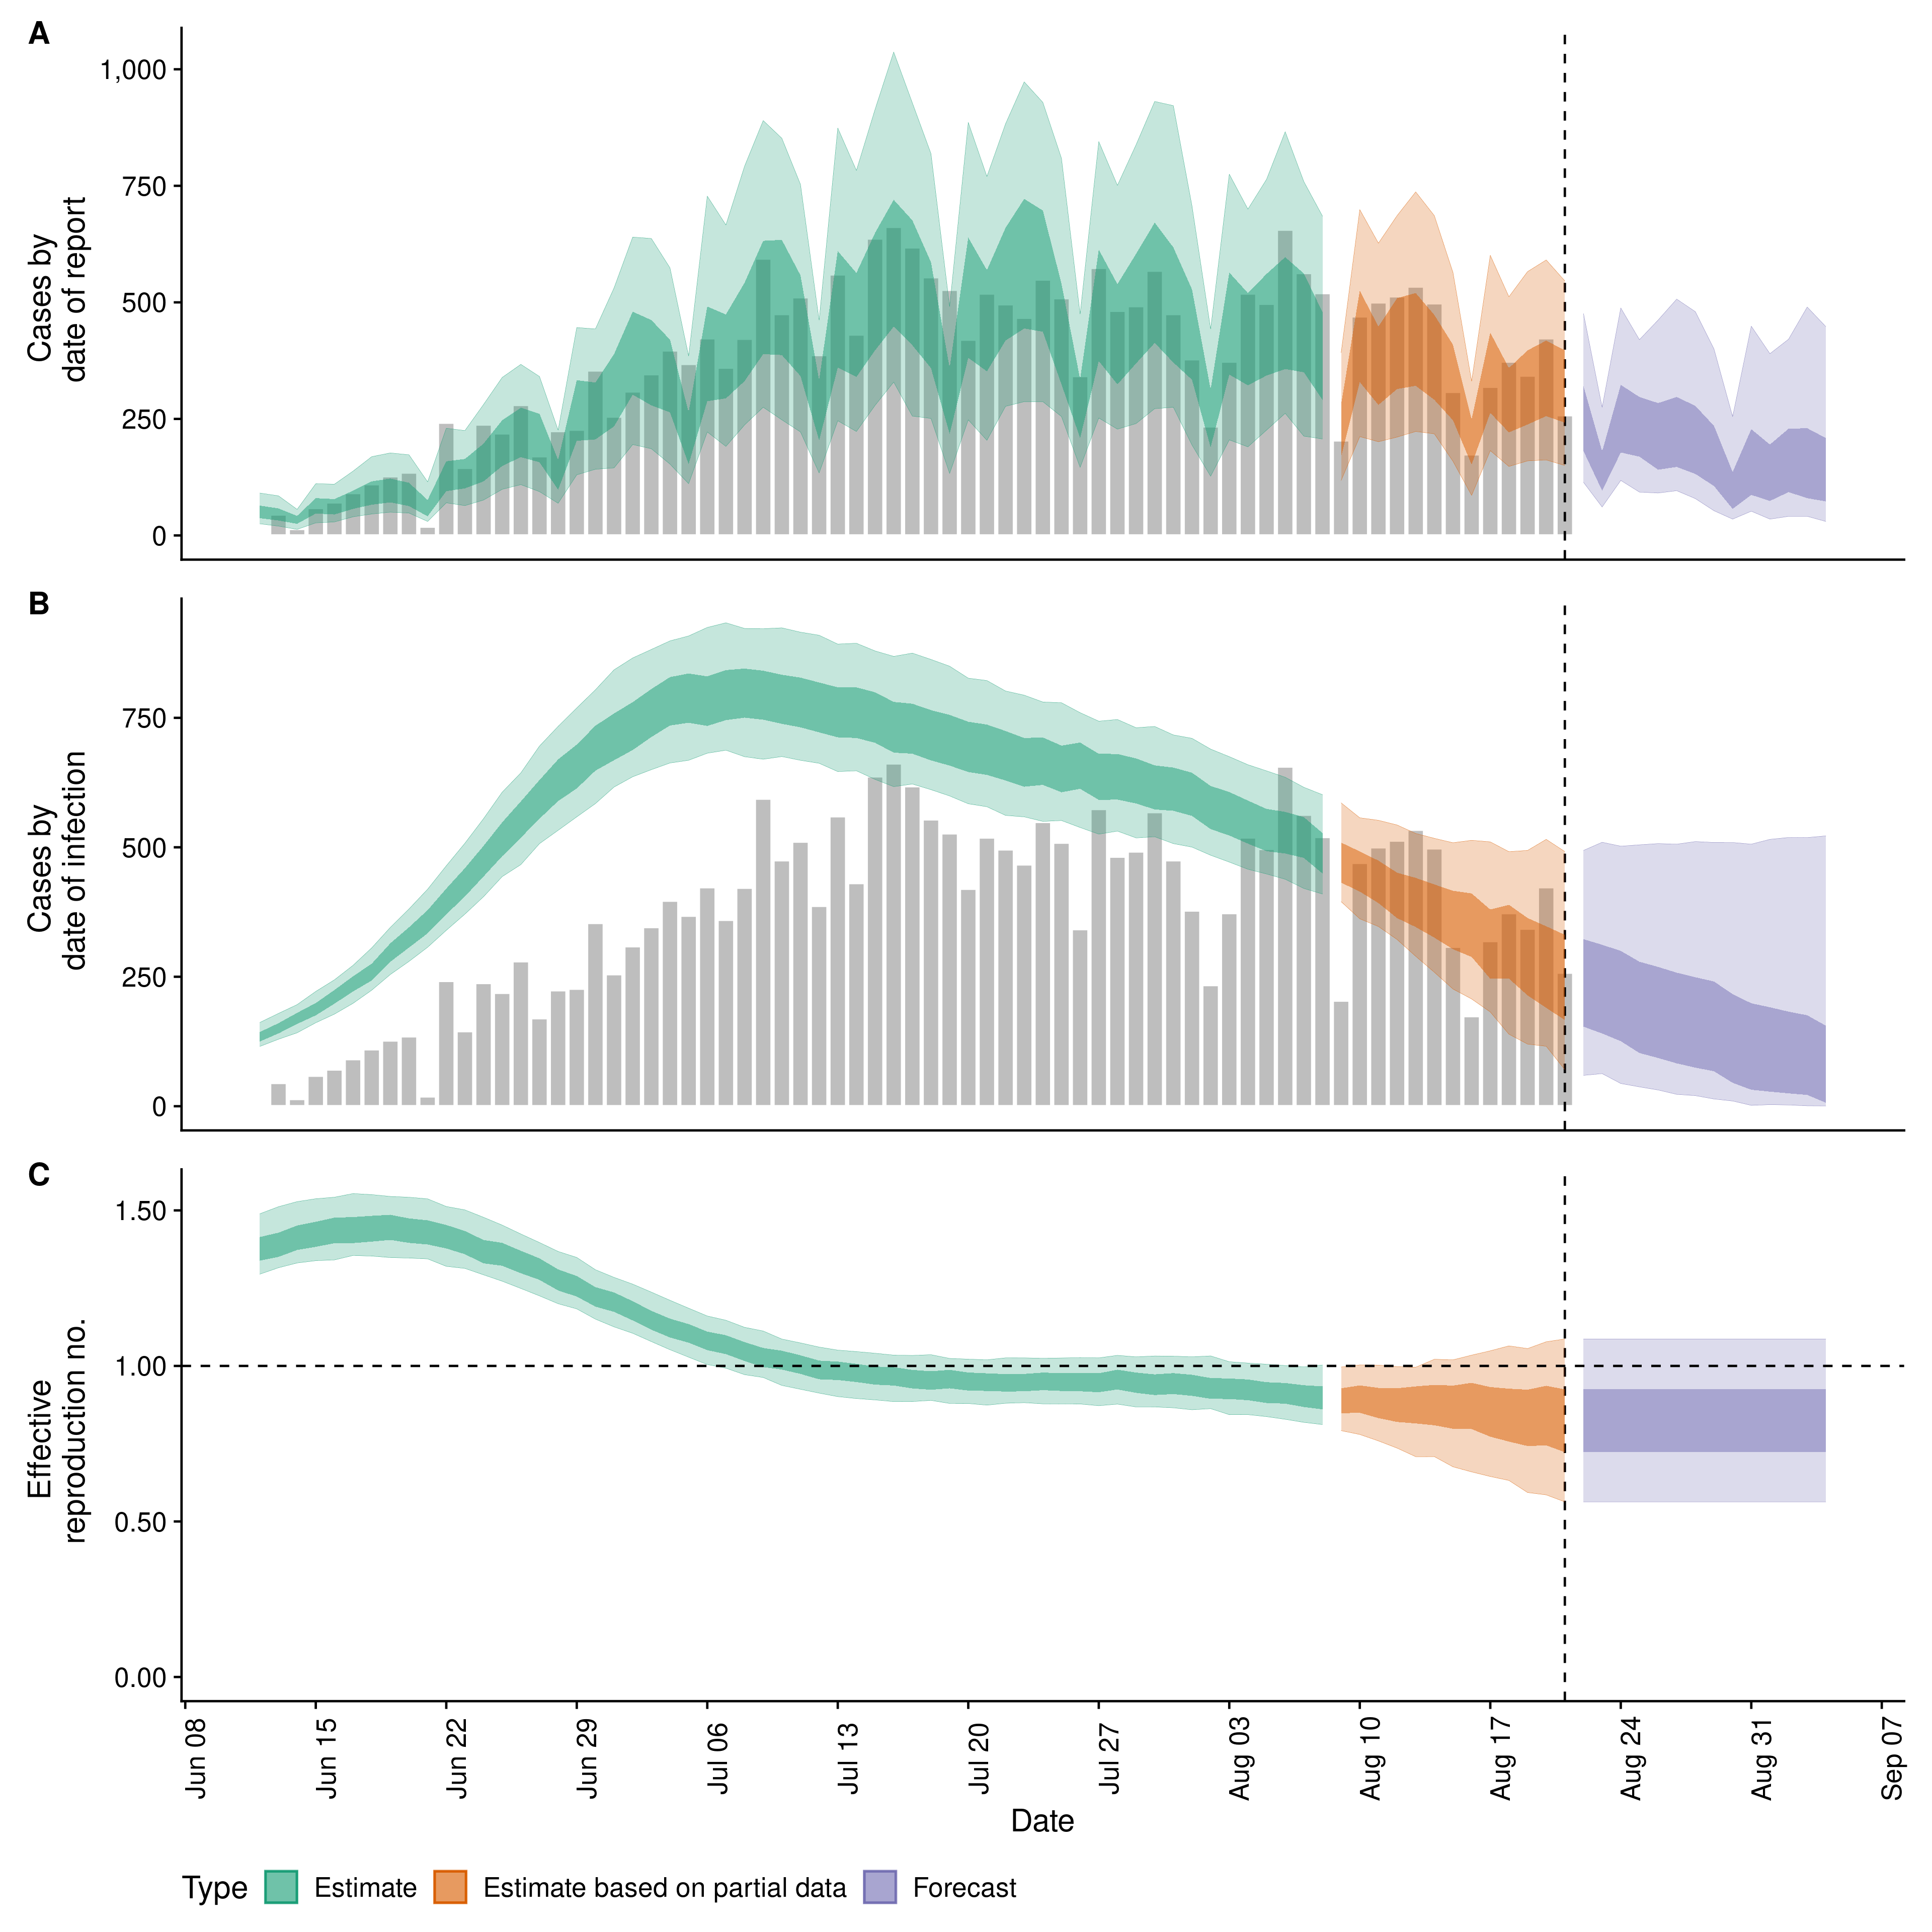 A
Cases by
date of report
1,000
750
500
250
0
B
Cases by
date of infection
750
500
250
0
C
Effective
reproduction no.
1.50
1.00
0.50
0.00
Jun 08
Jun 15
Jun 22
Jun 29
Jul 06
Jul 13
Jul 20
Jul 27
Aug 03
Aug 10
Aug 17
Aug 24
Aug 31
Sep 07
Date
Type Estimate Estimate based on partial data Forecast